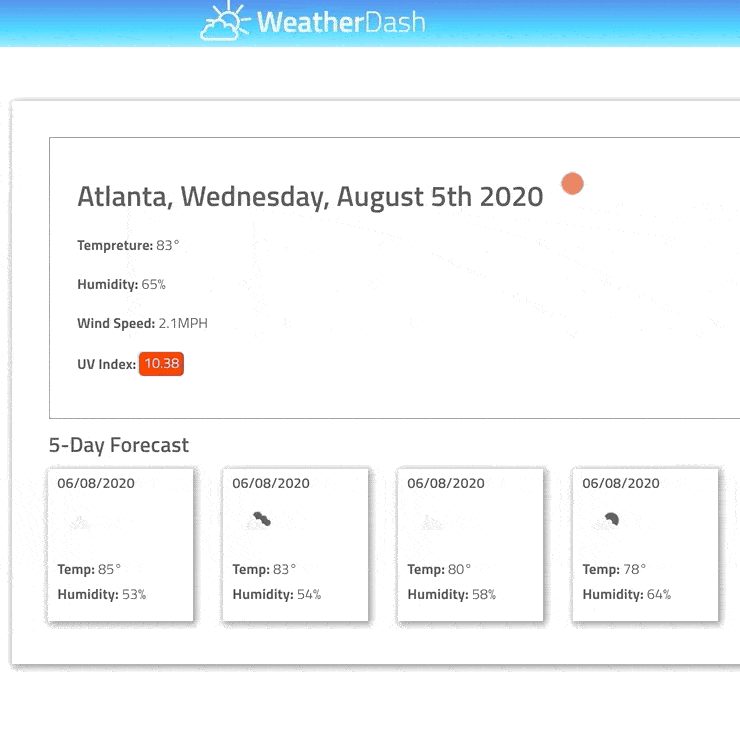 WeatherDash
Atlanta, Wednesday, August 5th 2020
Tempreture: 83°
Humidity: 65%
Wind Speed: 2.1MPH
UV Index: 10.38
5-Day Forecast
06/08/2020 06/08/2020 06/08/2020 06/08/2020
Temp: 85° Temp: 83° Temp: 80° Temp: 78°
Humidity: 53% Humidity: 54% Humidity: 58% Humidity: 64%